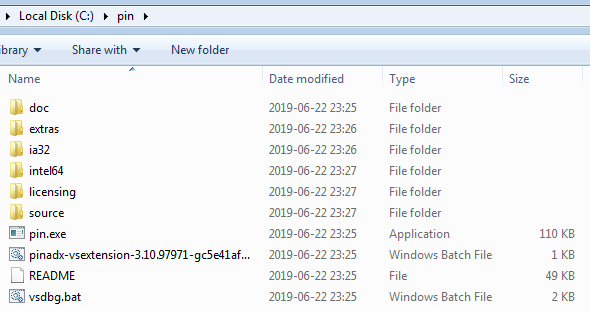 Local Disk (C:) pin
ibrary Share with New folder
Name Date modified Type Size
doc 2019-06-22 23:25 File folder
extras 2019-06-22 23:26 File folder
ia32 2019-06-22 23:26 File folder
intel64 2019-06-22 23:27 File folder
licensing 2019-06-22 23:27 File folder
source 2019-06-22 23:27 File folder
pin.exe 2019-06-22 23:25 Application 110 KB
pinadx-vsextension-3.10.97971-gc5e41af... 2019-06-22 23:25 Windows Batch File 1 KB
README 2019-06-22 23:25 File 49 KB
vsdbg.bat 2019-06-22 23:25 Windows Batch File 2 KB